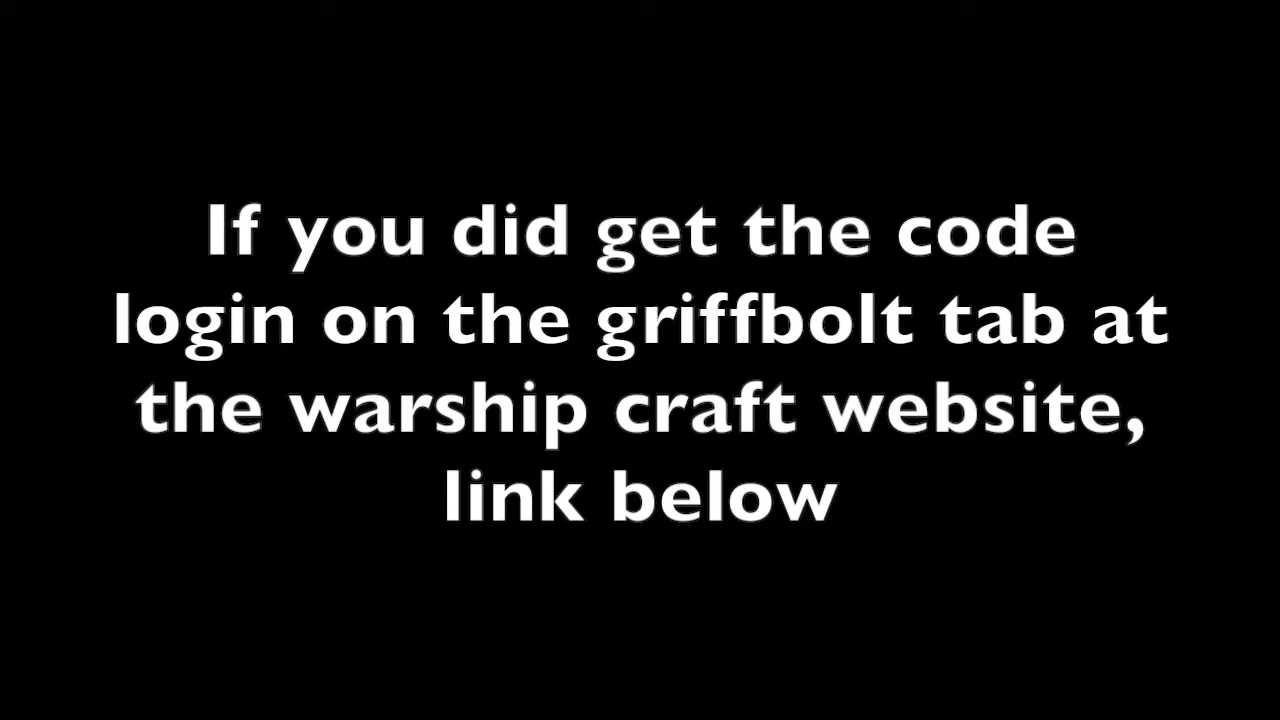 If you did get the code
login on the griffbolt tab at
the warship craft website,
link below